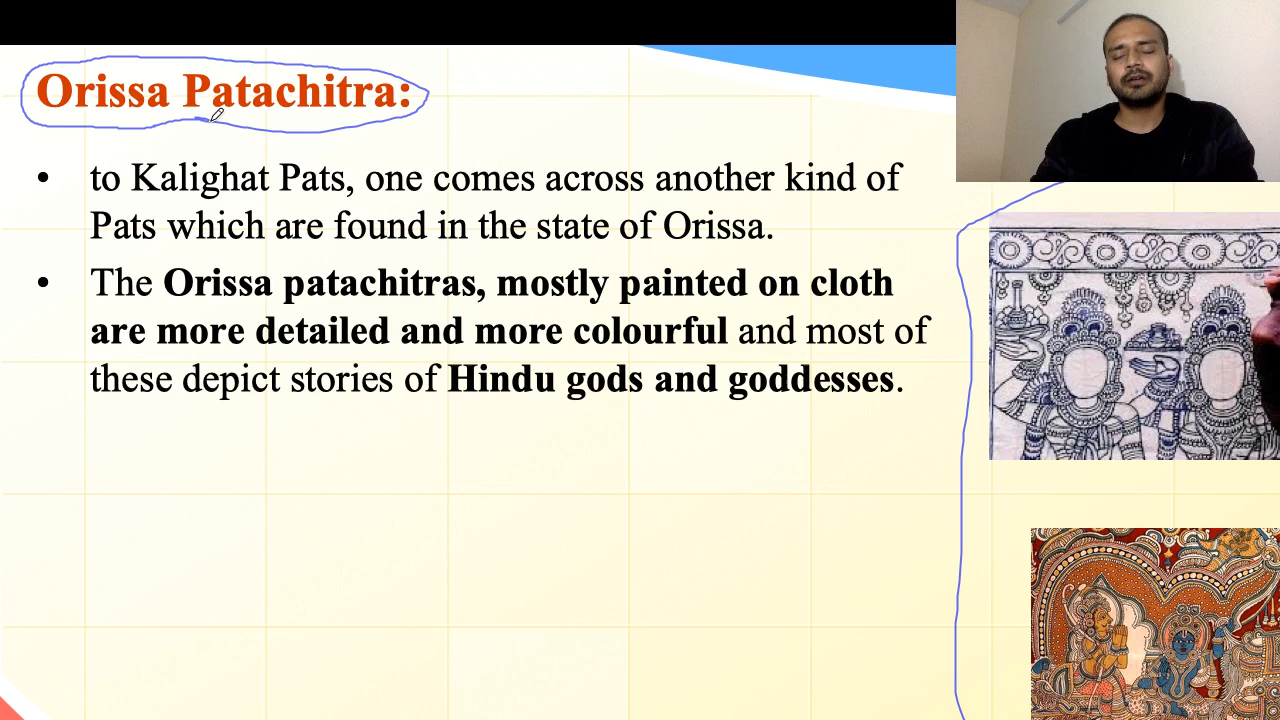 Orissa Patachitra:
• to Kalighat Pats, one comes across another kind of
Pats which are found in the state of Orissa.
• The Orissa patachitras, mostly painted on cloth
are more detailed and more colourful and most of
these depict stories of Hindu gods and goddesses.